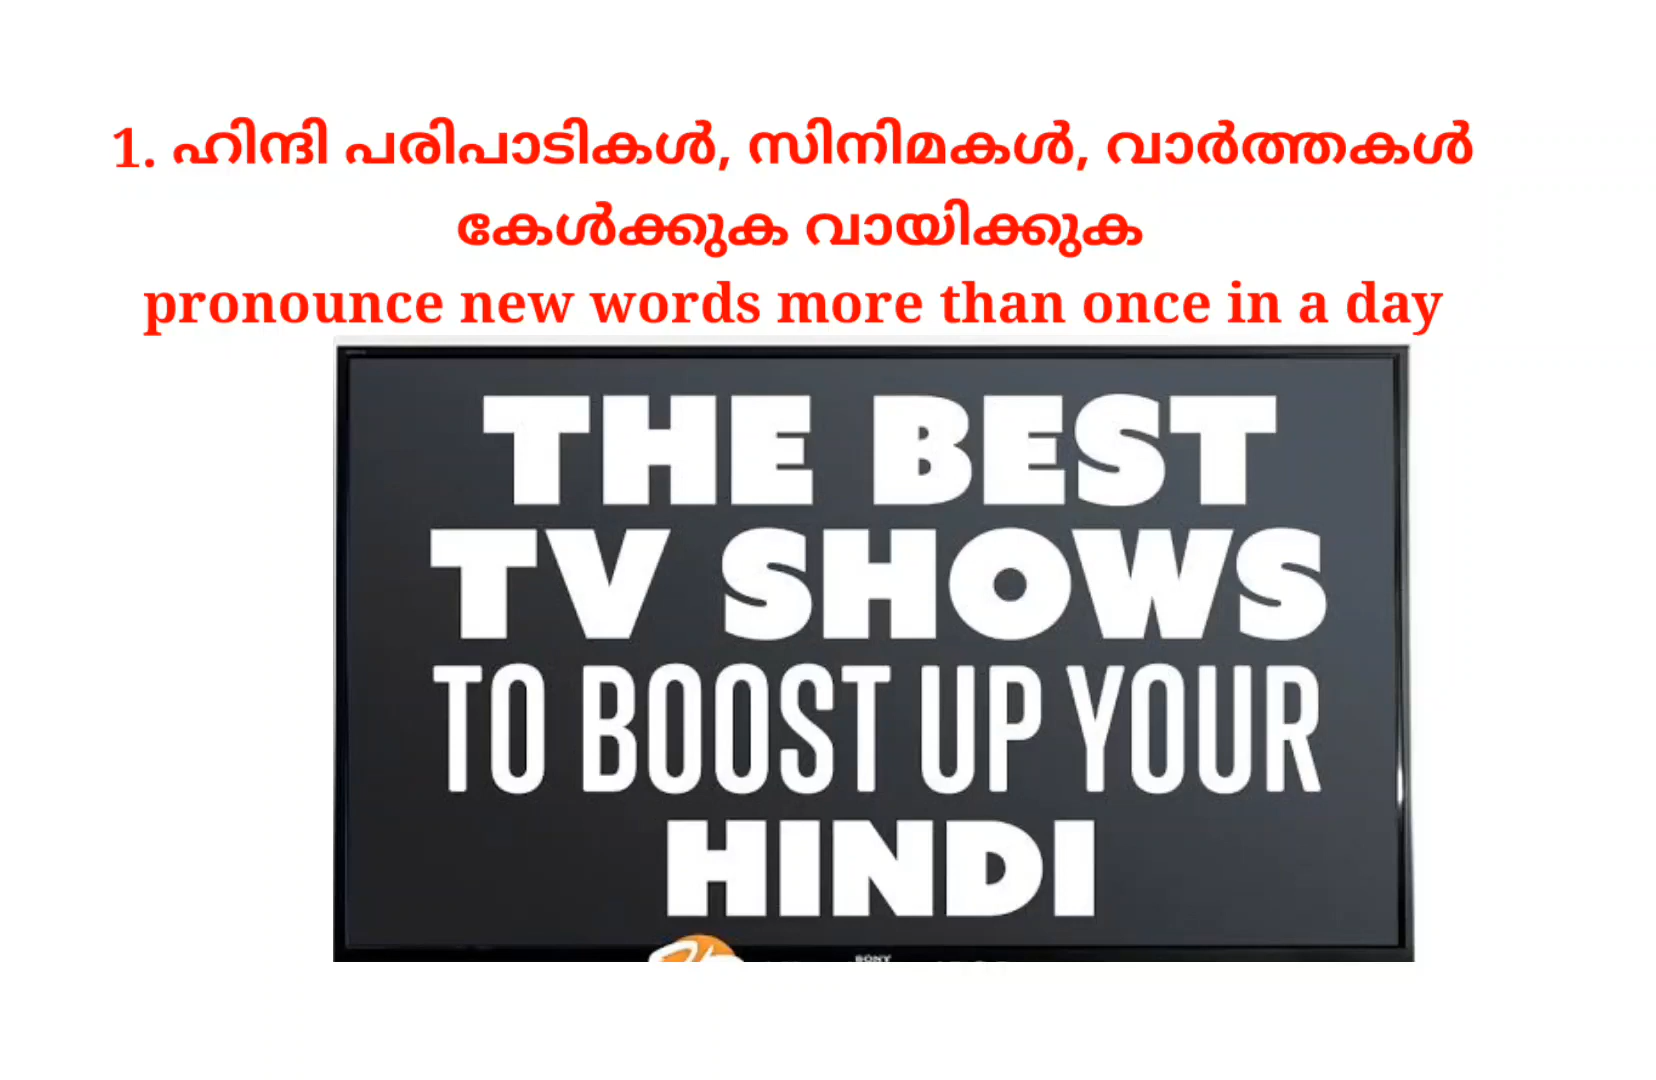 1. ഹിന്ദി പരിപാടികൾ, സിനിമകൾ, വാർത്തകൾ
കേൾക്കുക വായിക്കുക
pronounce new words more than once in a day
THE BEST
TV SHOWS
TO BOOST UP YOUR
HINDI
SONY